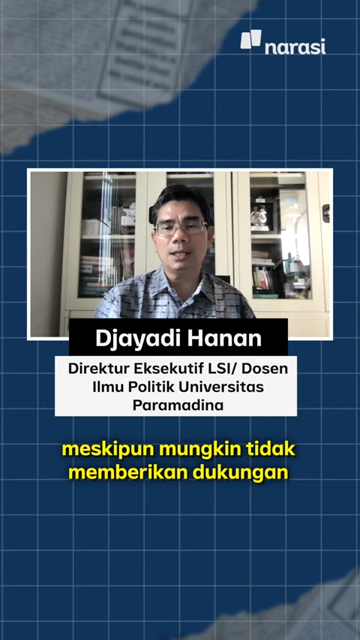 narasi
Djayadi Hanan
Direktur Eksekutif LSI/ Dosen
Ilmu Politik Universitas
Paramadina
meskipun mungkin tidak
memberikan dukungan